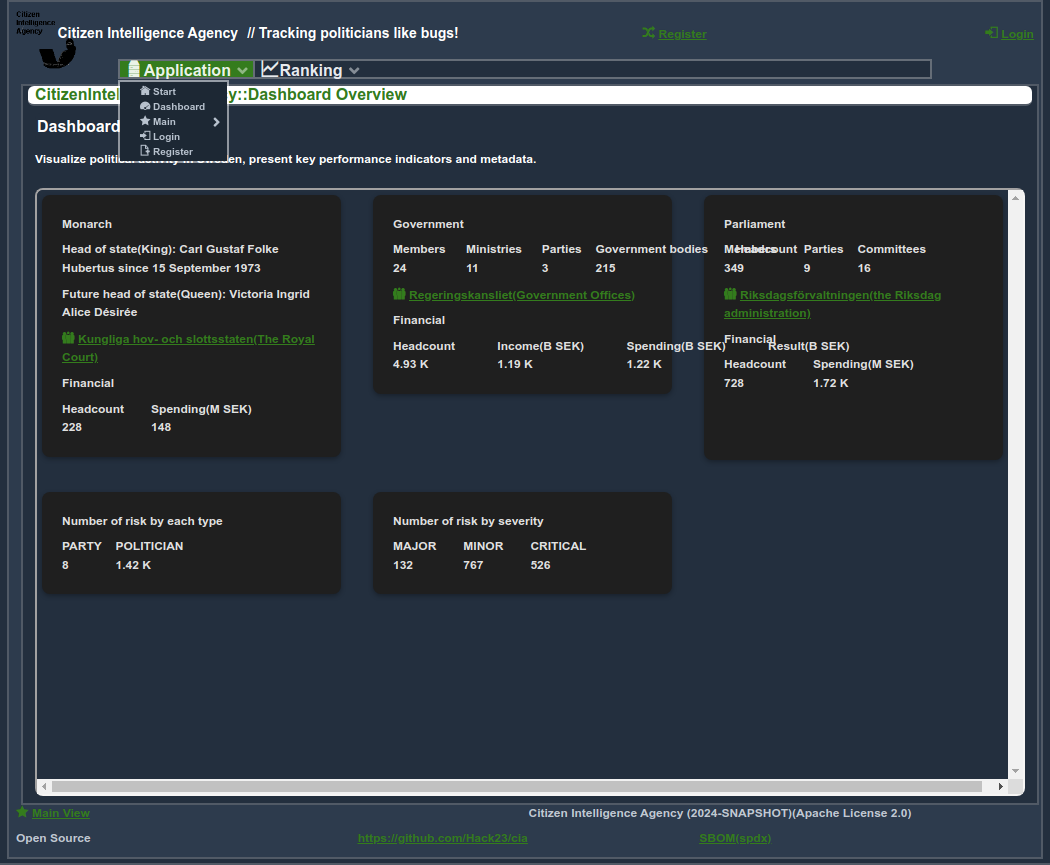 Citizen
Intelligence
Agency
Citizen Intelligence Agency // Tracking politicians like bugs!
Register
Login
Application
Ranking
CitizenIntel
y::Dashboard Overview
Start
Dashboard
Main
Login
Register
Dashboard
Visualize political activity in Sweden, present key performance indicators and metadata.
Monarch
Head of state(King): Carl Gustaf Folke
Hubertus since 15 September 1973
Future head of state(Queen): Victoria Ingrid
Alice Désirée
Kungliga hov- och slottsstaten(The Royal
Court)
Financial
Headcount Spending(M SEK)
228 148
Government
Members Ministries Parties Government bodies Headcount
24 11 3 215
Regeringskansliet(Government Offices)
Financial
Headcount Income(B SEK) Spending(B SEK) Result(B SEK)
4.93 K 1.19 K 1.22 K
Parliament
Members Parties Committees
349 9 16
Riksdagsförvaltningen(the Riksdag
administration)
Financial
Headcount Spending(M SEK)
728 1.72 K
Number of risk by each type
PARTY POLITICIAN
8 1.42 K
Number of risk by severity
MAJOR MINOR CRITICAL
132 767 526
Main View
Citizen Intelligence Agency (2024-SNAPSHOT)(Apache License 2.0)
Open Source
https://github.com/Hack23/cia
SBOM(spdx)